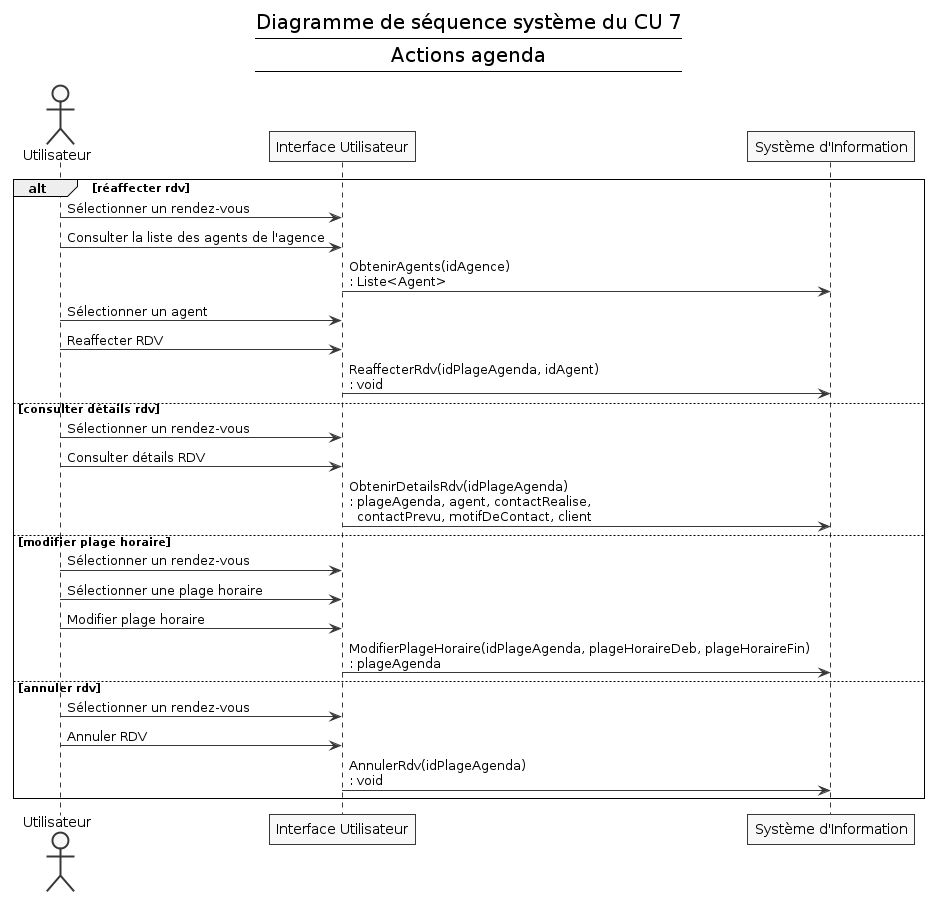 Diagramme de séquence système du CU 7
Actions agenda
Utilisateur
Interface Utilisateur
Système d'Information
alt
[réaffecter rdv]
Sélectionner un rendez-vous
Consulter la liste des agents de l'agence
ObtenirAgents(idAgence)
: Liste<Agent>
Sélectionner un agent
Reaffecter RDV
ReaffecterRdv(idPlageAgenda, idAgent)
: void
[consulter détails rdv]
Sélectionner un rendez-vous
Consulter détails RDV
ObtenirDetailsRdv(idPlageAgenda)
: plageAgenda, agent, contactRealise,
contactPrevu, motifDeContact, client
[modifier plage horaire]
Sélectionner un rendez-vous
Sélectionner une plage horaire
Modifier plage horaire
ModifierPlageHoraire(idPlageAgenda, plageHoraireDeb, plageHoraireFin)
: plageAgenda
[annuler rdv]
Sélectionner un rendez-vous
Annuler RDV
AnnulerRdv(idPlageAgenda)
: void
Utilisateur
Interface Utilisateur
Système d'Information